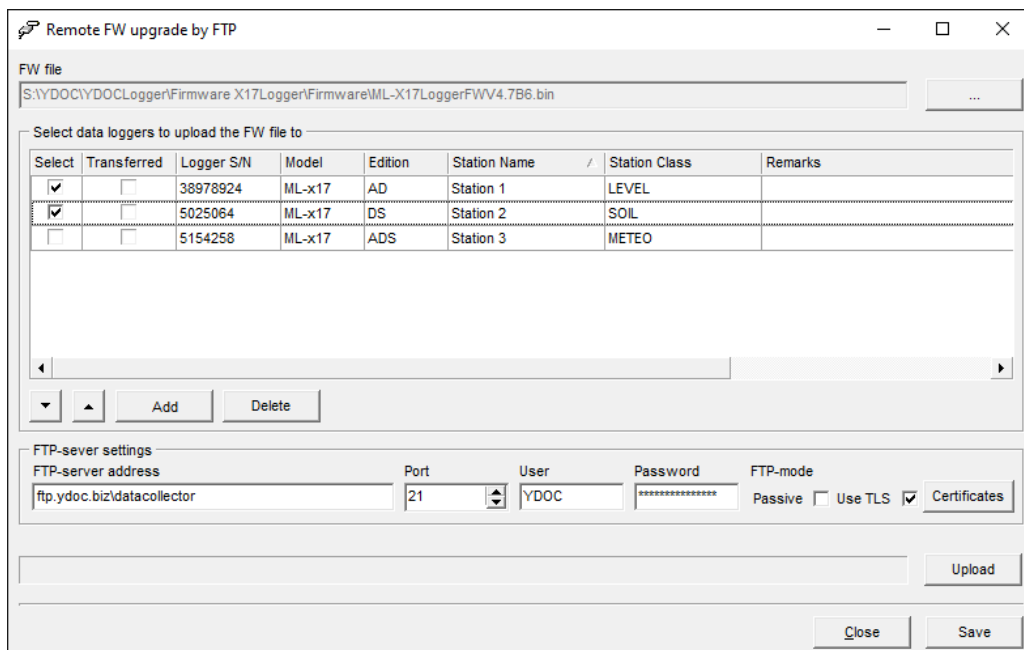 Remote FW upgrade by FTP
FW file
S:\YDOC\YDOCLogger\Firmware X17Logger\Firmware\ML-X17LoggerFWV4.7B6.bin ...
Select data loggers to upload the FW file to
Select Transferred Logger S/N Model Edition Station Name Station Class Remarks
38978924 ML-x17 AD Station 1 LEVEL
5025064 ML-x17 DS Station 2 SOIL
5154258 ML-x17 ADS Station 3 METEO
Add Delete
FTP-sever settings
FTP-server address Port User Password FTP-mode
ftp.ydoc.biz\datacollector 21 YDOC *************** Passive Use TLS Certificates
Upload
Close Save